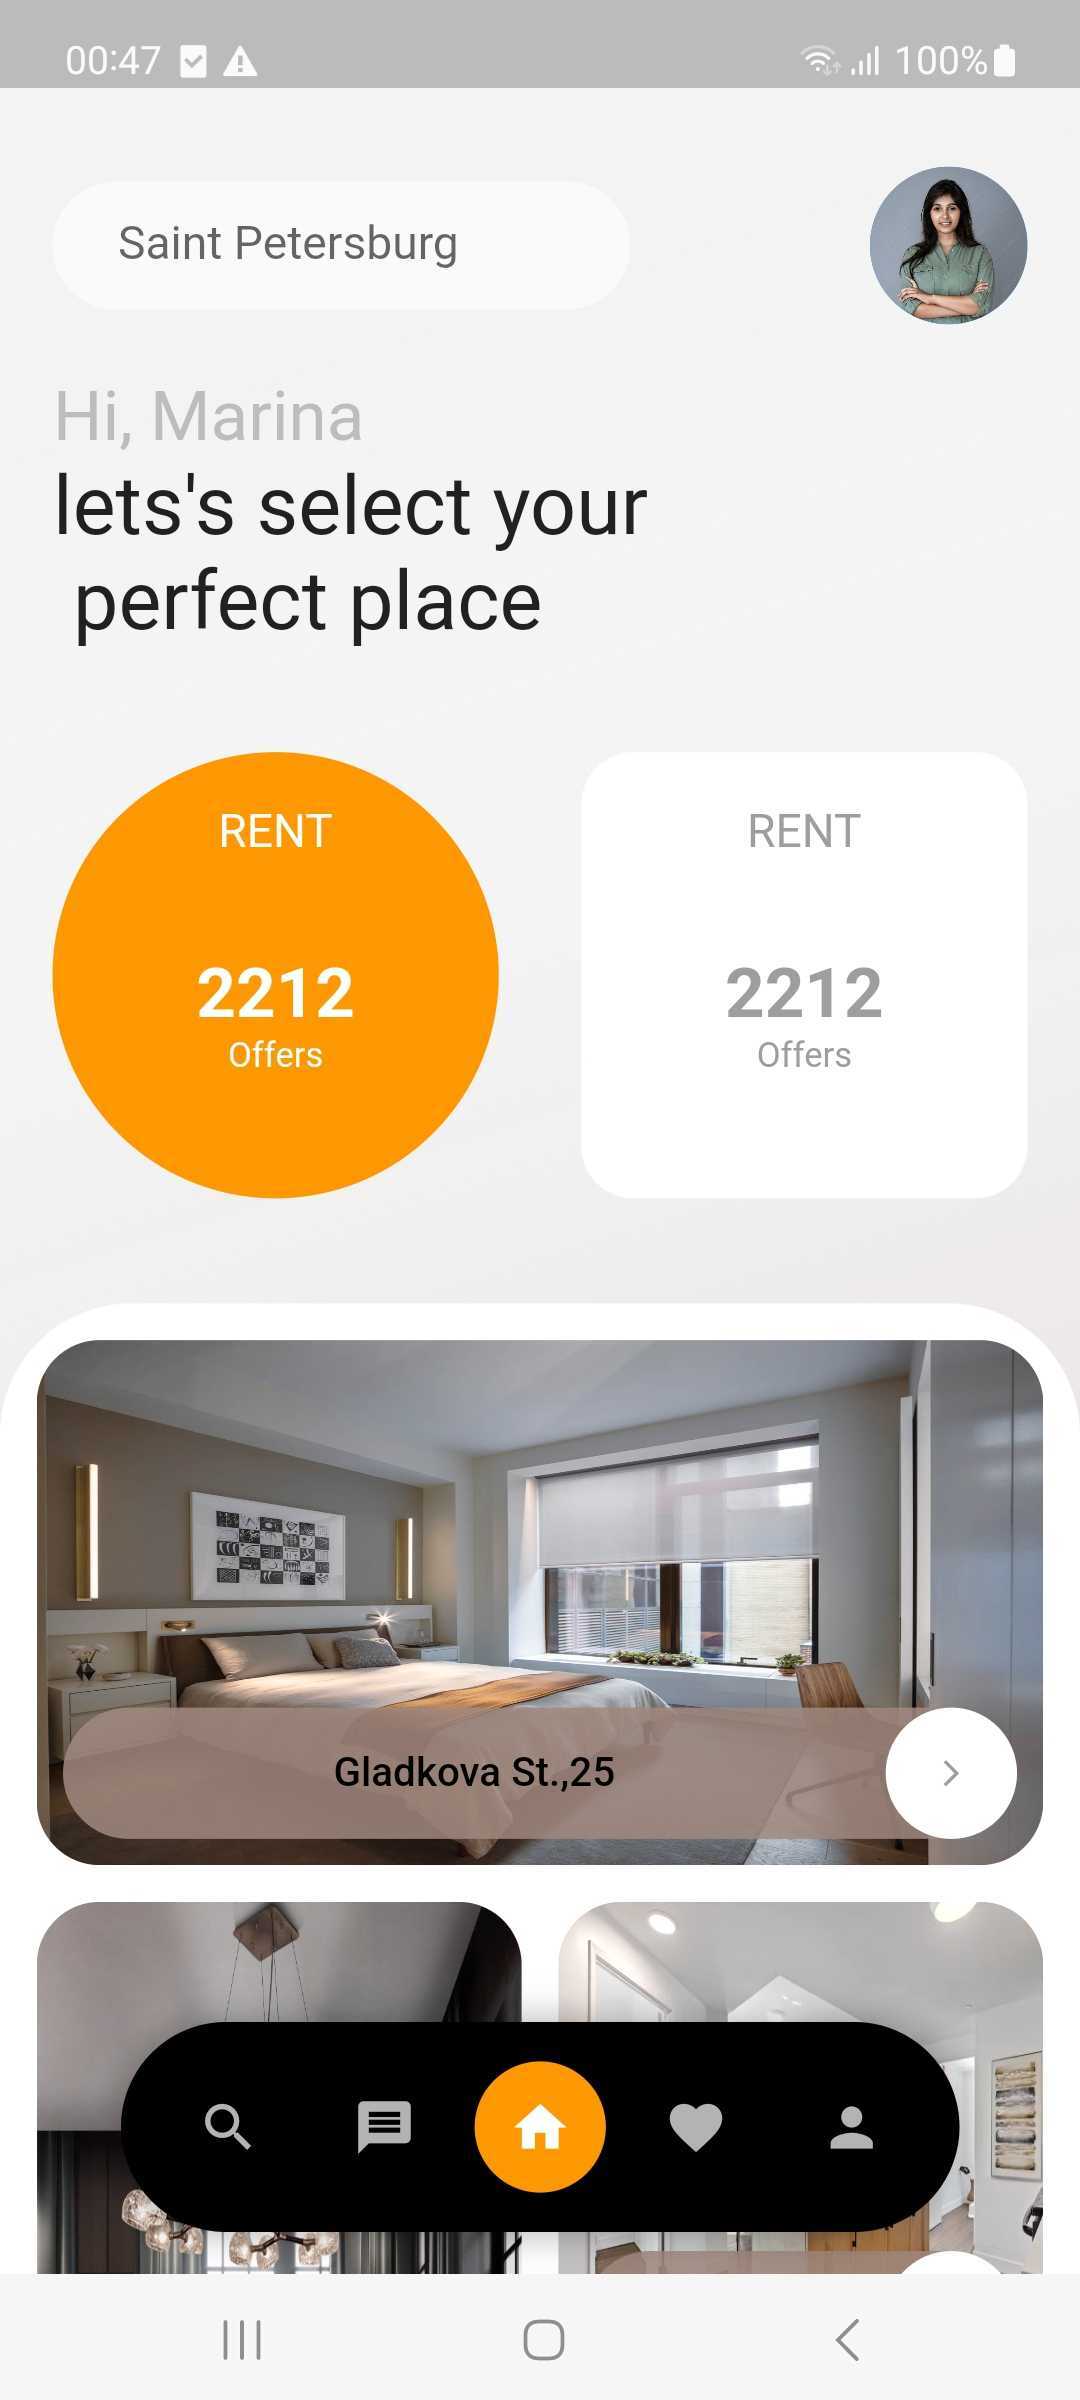 00:47
100%
Saint Petersburg
Hi, Marina
lets's select your
perfect place
RENT
2212
Offers
RENT
2212
Offers
Gladkova St.,25